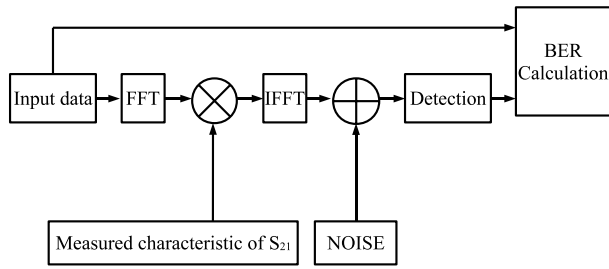 BER
Calculation
Input data
FFT
IFFT
Detection
Measured characteristic of S₂₁
NOISE